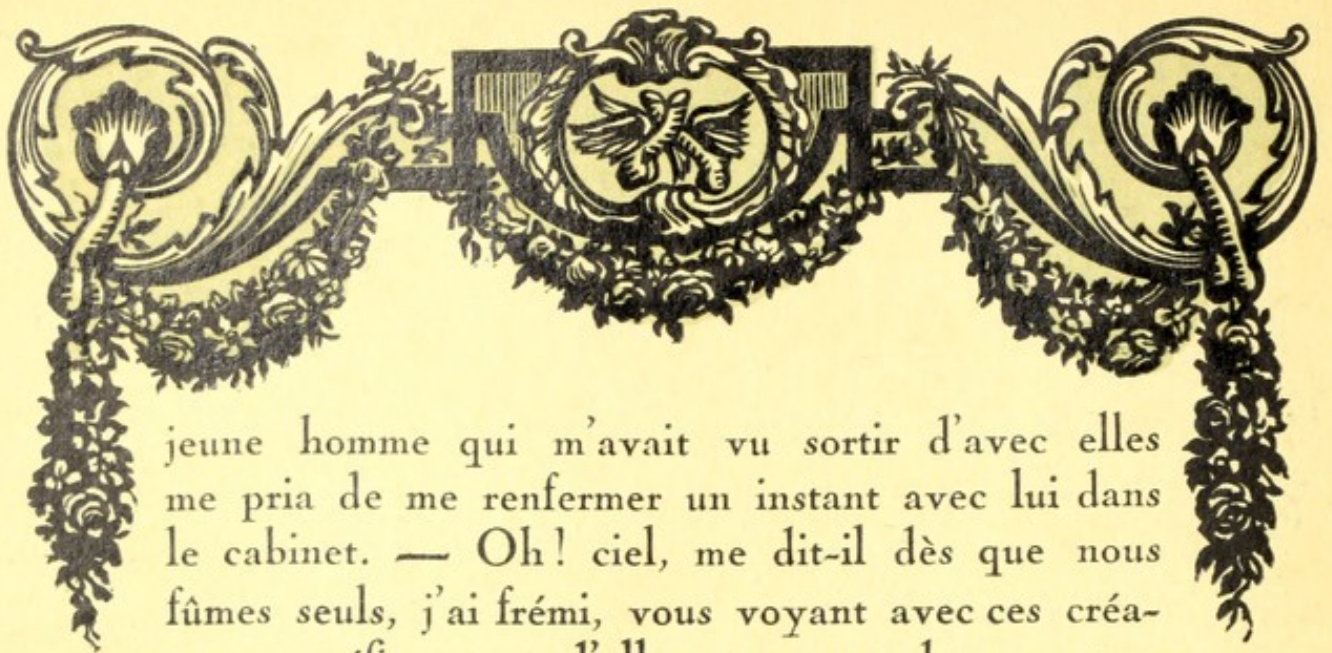 jeune homme qui m'avait vu sortir d'avec elles
me pria de me renfermer un instant avec lui dans
le cabinet. — Oh! ciel, me dit-il dès que nous
fûmes seuls, j'ai frémi, vous voyant avec ces créa-